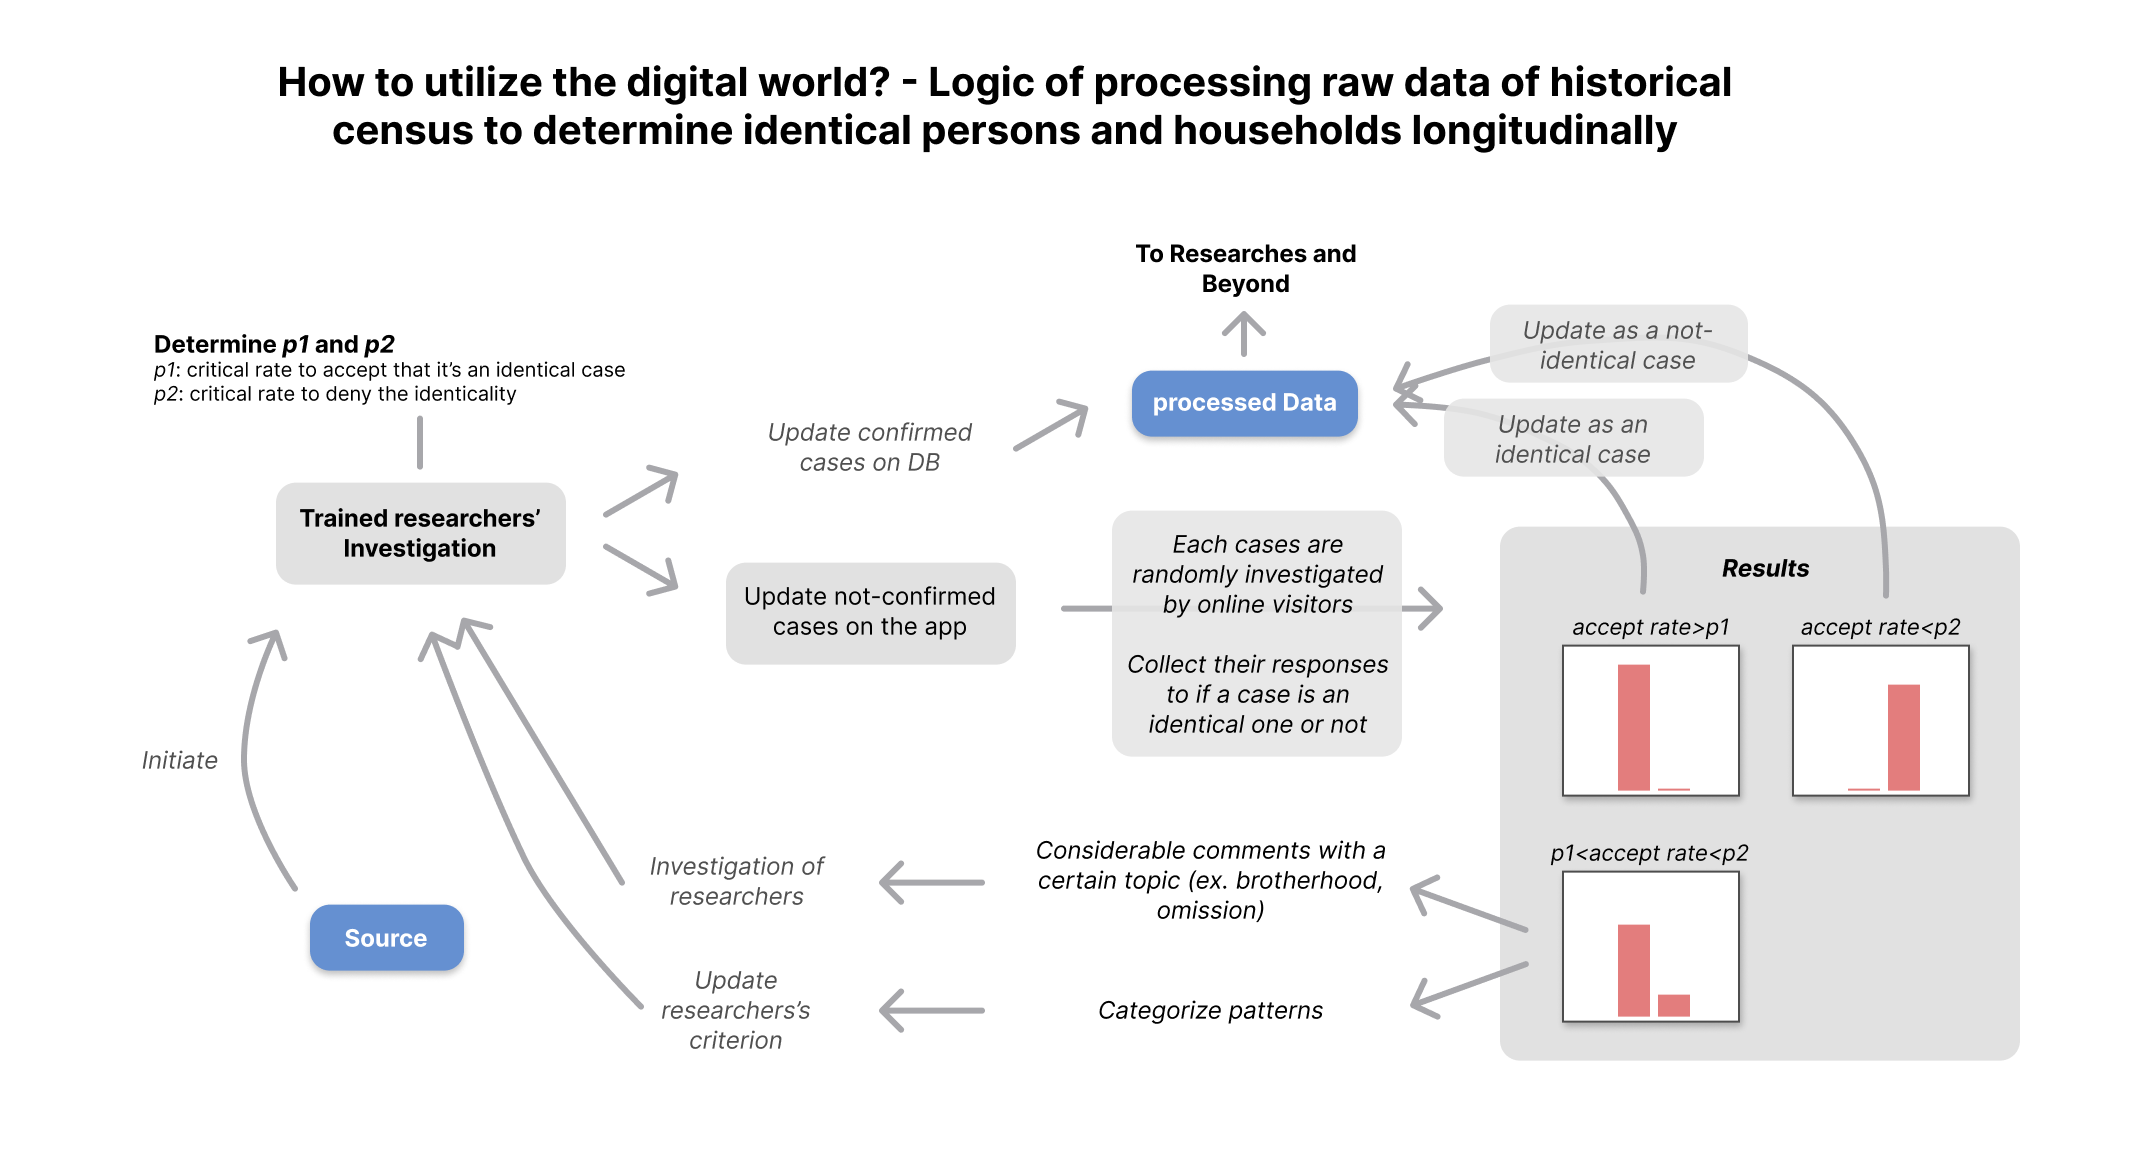 How to utilize the digital world? - Logic of processing raw data of historical
census to determine identical persons and households longitudinally
To Researches and
Beyond
Determine p1 and p2
p1: critical rate to accept that it’s an identical case
p2: critical rate to deny the identicality
Update as a not-
identical case
processed Data
Update confirmed
cases on DB
Update as an
identical case
Trained researchers’
Investigation
Update not-confirmed
cases on the app
Each cases are
randomly investigated
by online visitors
Collect their responses
to if a case is an
identical one or not
Results
accept rate>p1
accept rate<p2
p1<accept rate<p2
Initiate
Source
Investigation of
researchers
Considerable comments with a
certain topic (ex. brotherhood,
omission)
Update
researchers’s
criterion
Categorize patterns